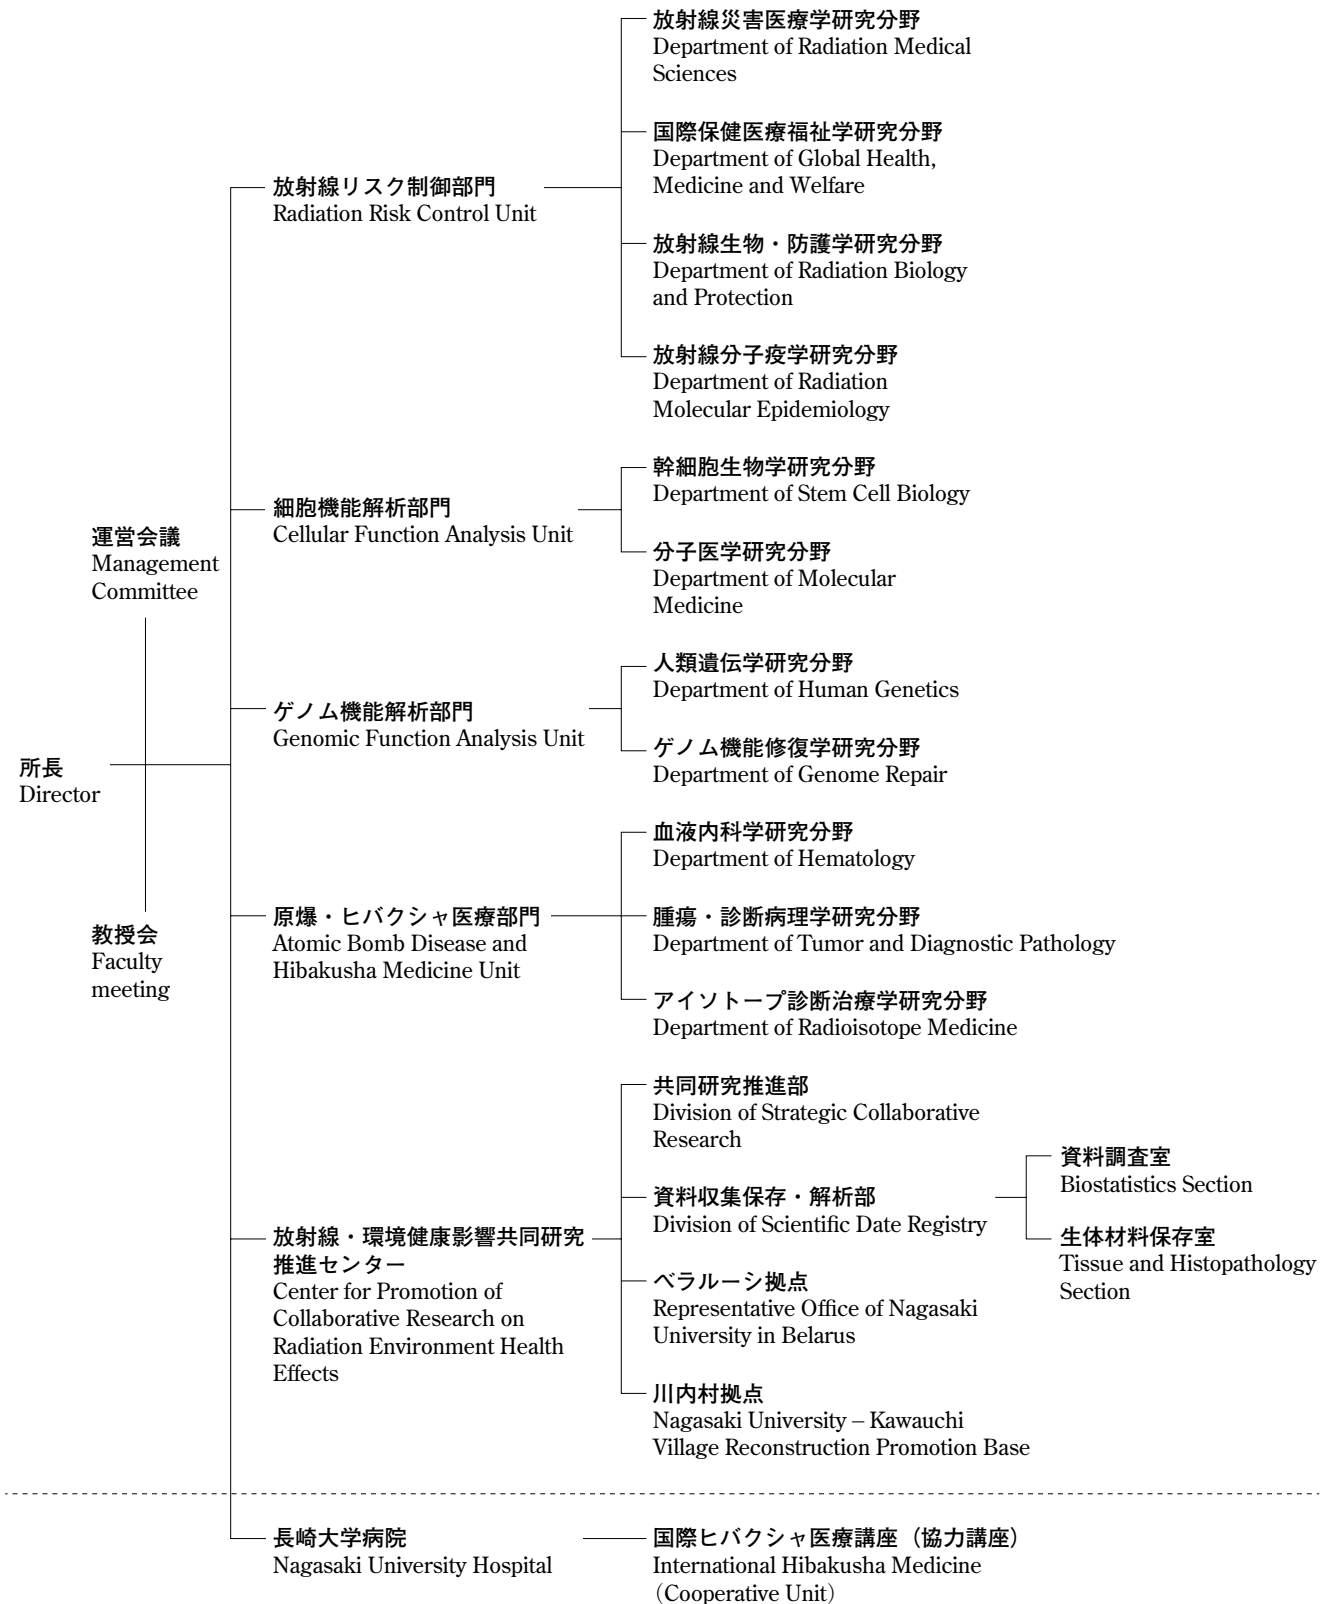 所長
Director
運営会議
Management
Committee
教授会
Faculty
meeting
放射線リスク制御部門
Radiation Risk Control Unit
放射線災害医療学研究分野
Department of Radiation Medical
Sciences
国際保健医療福祉学研究分野
Department of Global Health,
Medicine and Welfare
放射線生物・防護学研究分野
Department of Radiation Biology
and Protection
放射線分子疫学研究分野
Department of Radiation
Molecular Epidemiology
細胞機能解析部門
Cellular Function Analysis Unit
幹細胞生物学研究分野
Department of Stem Cell Biology
分子医学研究分野
Department of Molecular
Medicine
ゲノム機能解析部門
Genomic Function Analysis Unit
人類遺伝学研究分野
Department of Human Genetics
ゲノム機能修復学研究分野
Department of Genome Repair
原爆・ヒバクシャ医療部門
Atomic Bomb Disease and
Hibakusha Medicine Unit
血液内科学研究分野
Department of Hematology
腫瘍・診断病理学研究分野
Department of Tumor and Diagnostic Pathology
アイソトープ診断治療学研究分野
Department of Radioisotope Medicine
放射線・環境健康影響共同研究
推進センター
Center for Promotion of
Collaborative Research on
Radiation Environment Health
Effects
共同研究推進部
Division of Strategic Collaborative
Research
資料収集保存・解析部
Division of Scientific Date Registry
資料調査室
Biostatistics Section
生体材料保存室
Tissue and Histopathology
Section
ベラルーシ拠点
Representative Office of Nagasaki
University in Belarus
川内村拠点
Nagasaki University – Kawauchi
Village Reconstruction Promotion Base
長崎大学病院
Nagasaki University Hospital
国際ヒバクシャ医療講座（協力講座）
International Hibakusha Medicine
（Cooperative Unit）